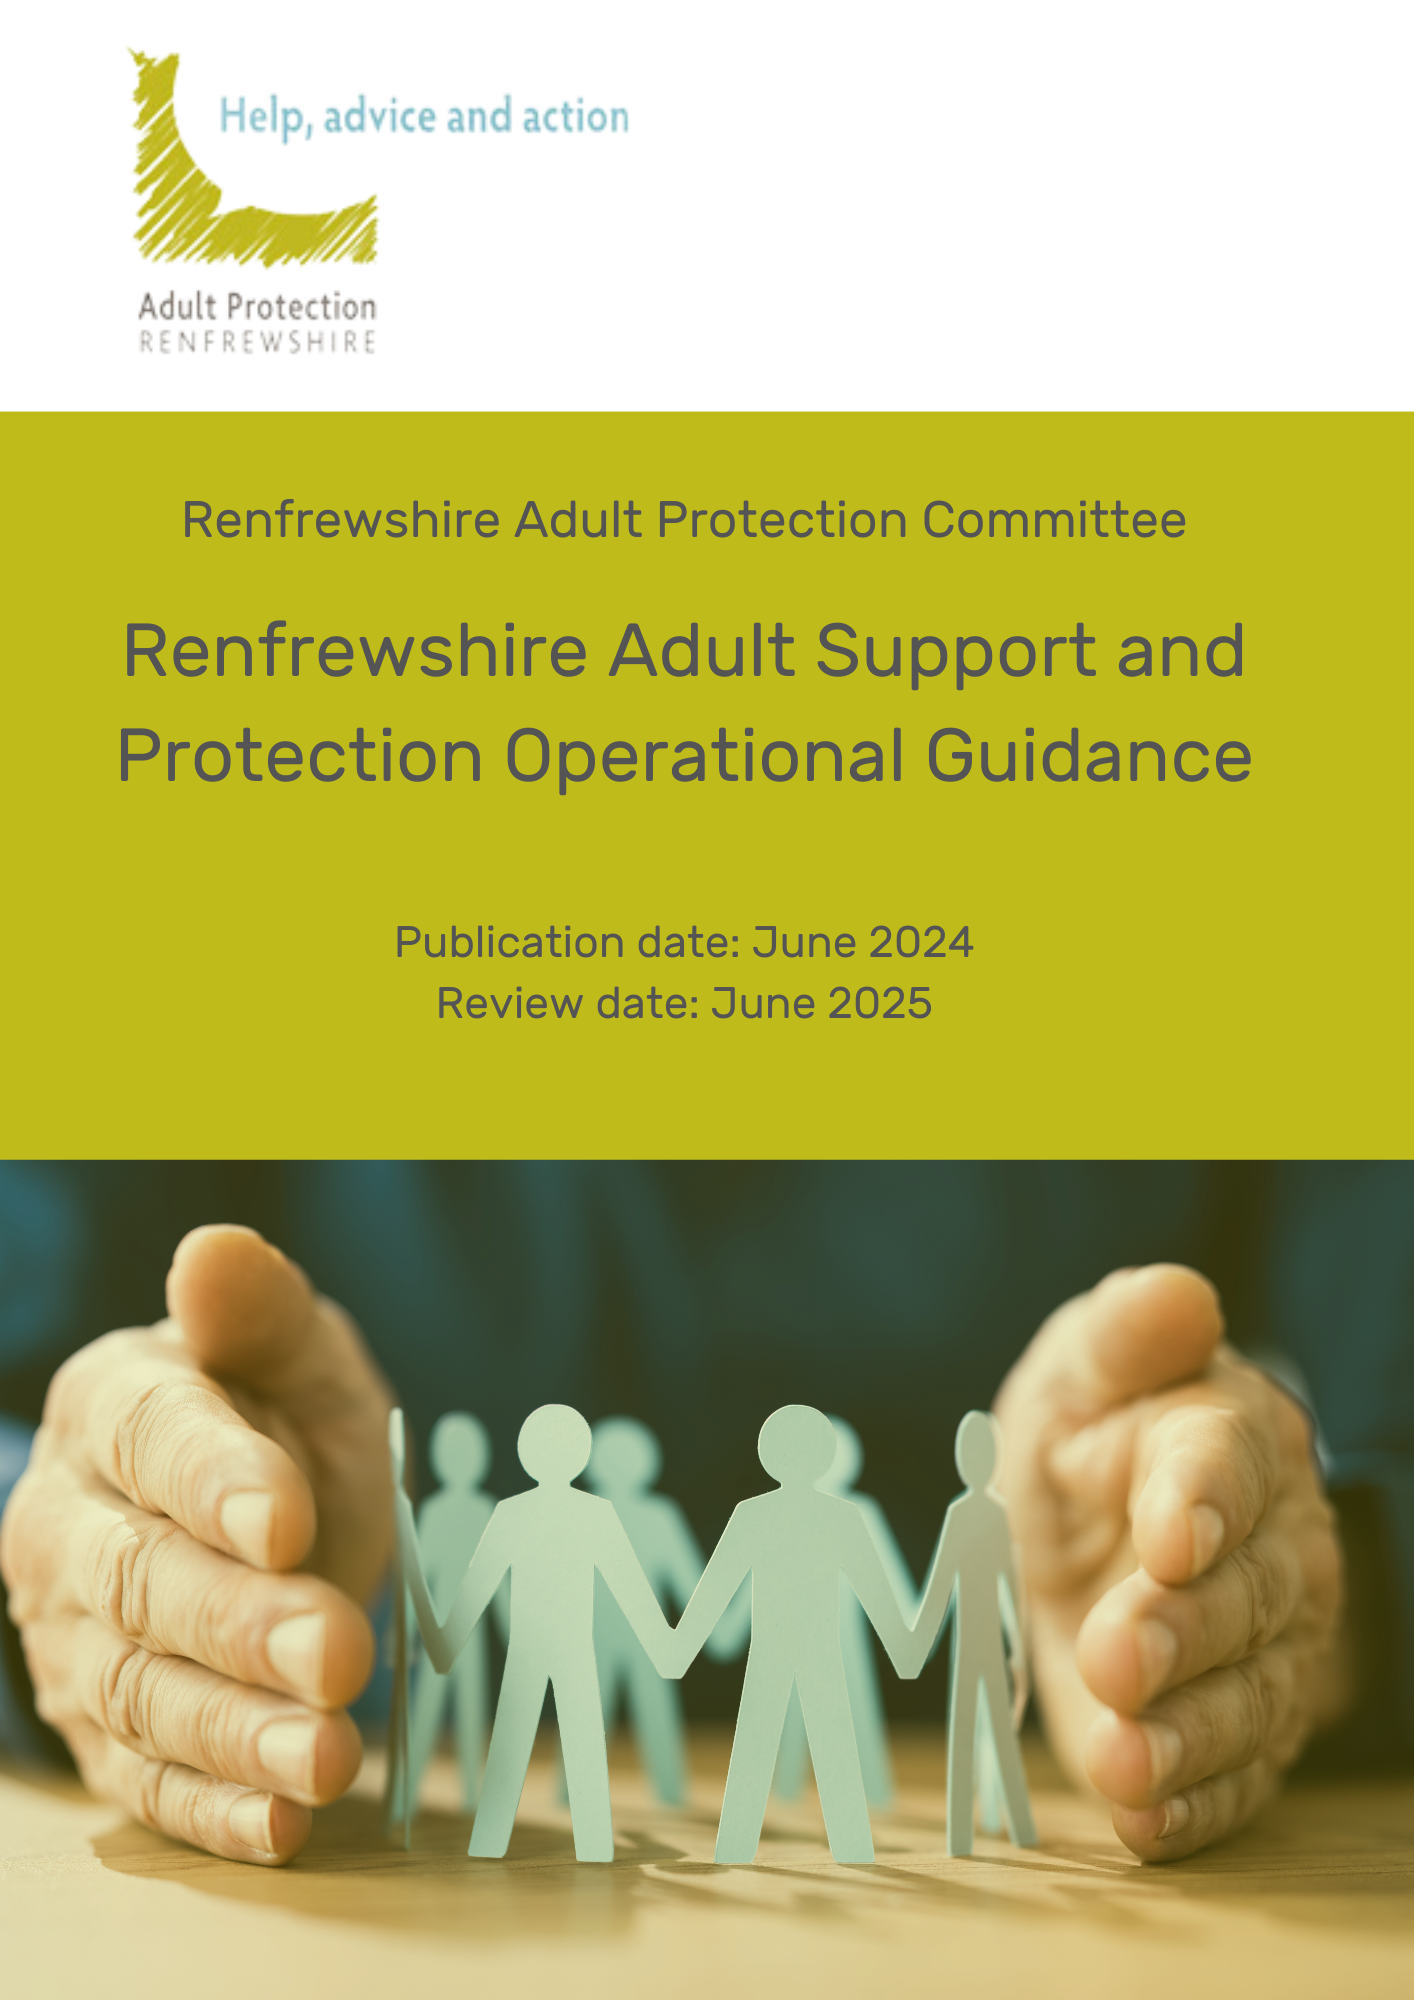 Help, advice and action
Adult Protection
RENFREWSHIRE
Renfrewshire Adult Protection Committee
Renfrewshire Adult Support and
Protection Operational Guidance
Publication date: June 2024
Review date: June 2025